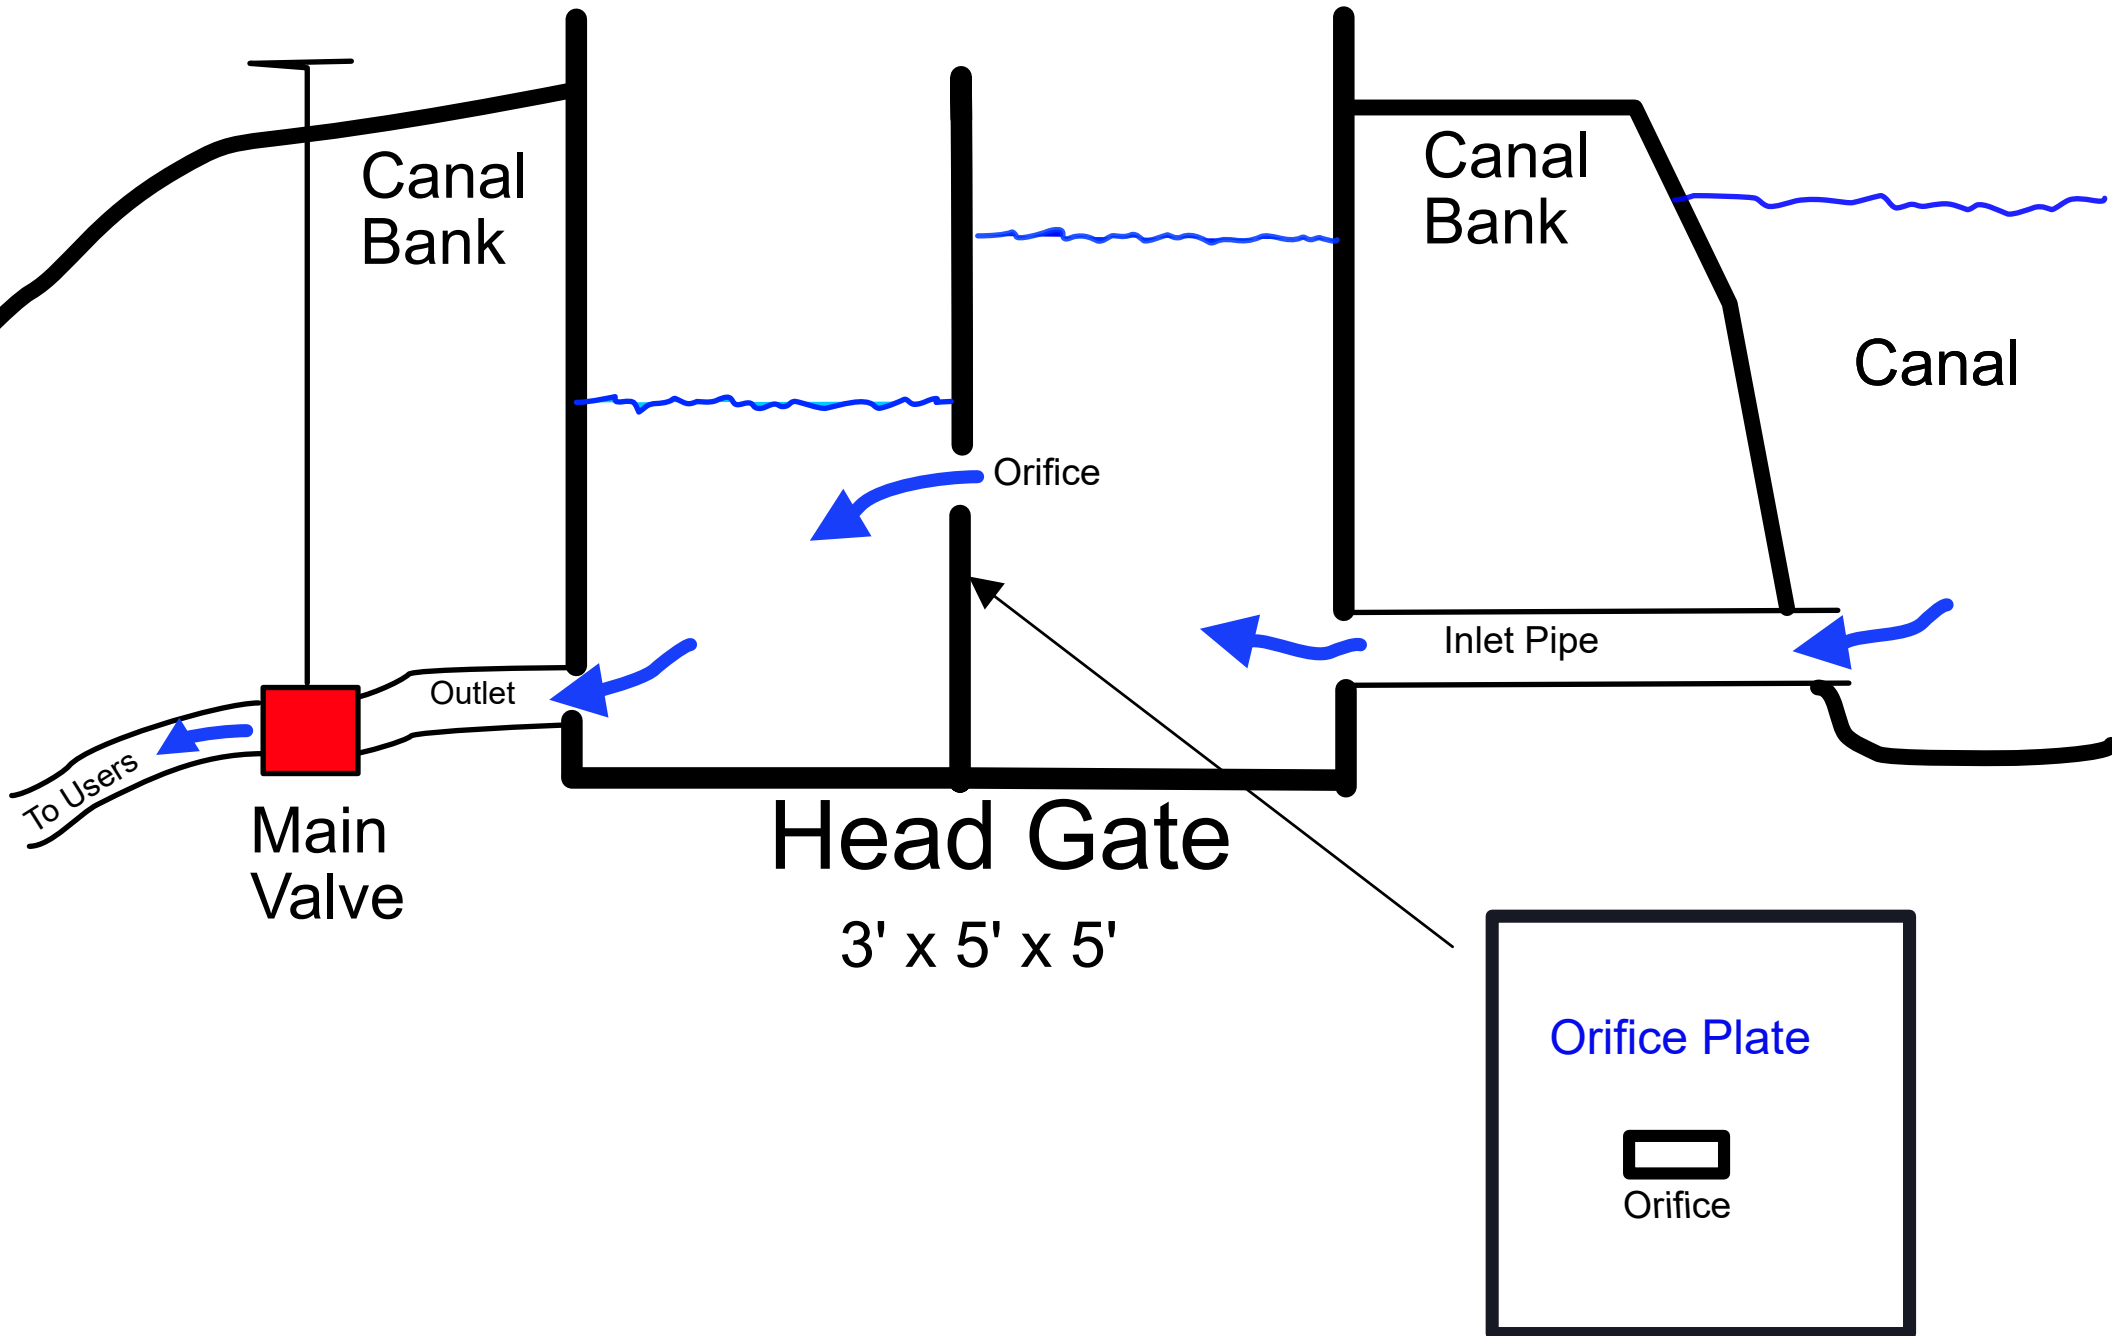 Canal
Bank
Canal
Bank
Canal
Orifice
Inlet Pipe
Outlet
To Users
Main
Valve
Head Gate
3' x 5' x 5'
Orifice Plate
Orifice